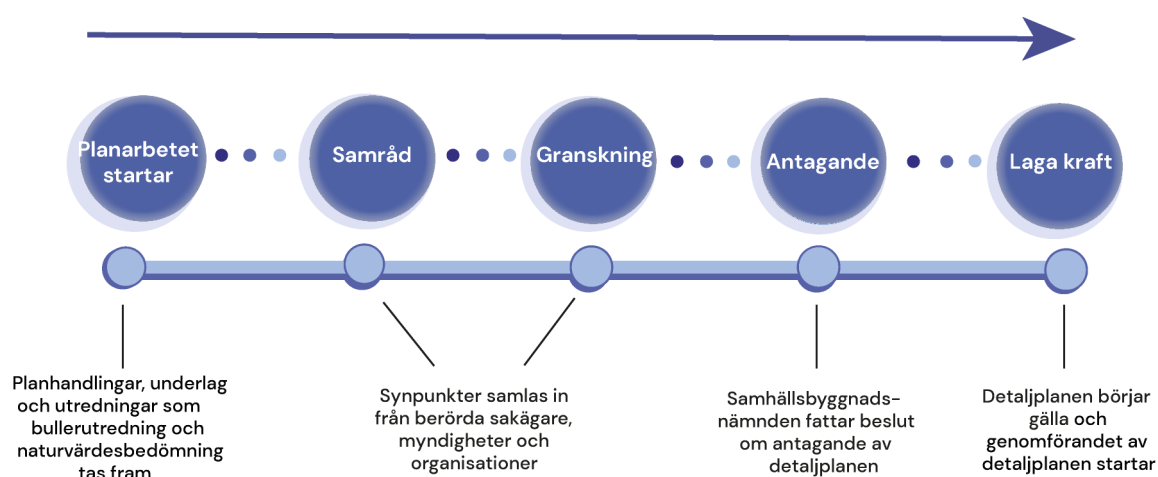 Planarbetet
startar
Samråd
Granskning
Antagande
Laga kraft
Planhandlingar, underlag
och utredningar som
bullerutredning och
naturvärdesbedömning
tas fram
Synpunkter samlas in
från berörda sakägare,
myndigheter och
organisationer
Samhällsbyggnads-
nämnden fattar beslut
om antagande av
detaljplanen
Detaljplanen börjar
gälla och
genomförandet av
detaljplanen startar